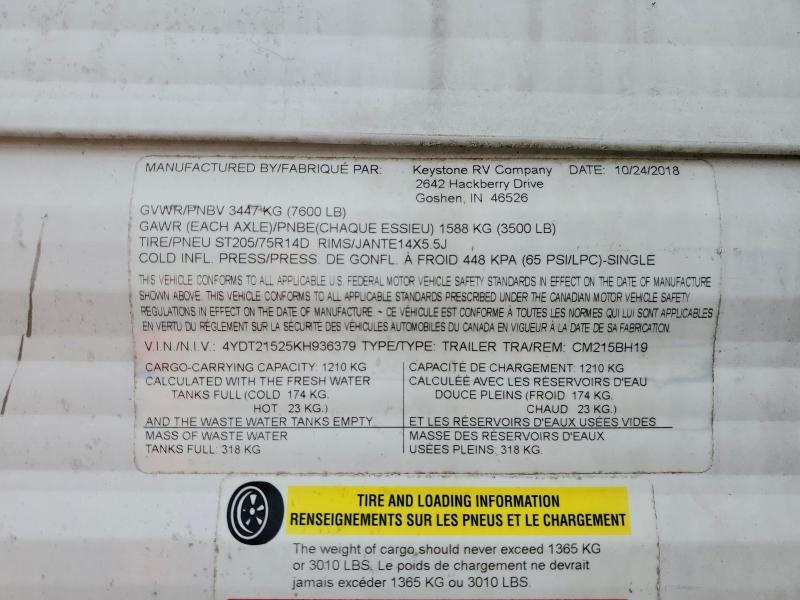 MANUFACTURED BY/FABRIQUÉ PAR: Keystone RV Company DATE: 10/24/2018
2642 Hackberry Drive
Goshen, IN 46526
GVWR/PNBV 3447 KG (7600 LB)
GAWR (EACH AXLE)/PNBE(CHAQUE ESSIEU) 1588 KG (3500 LB)
TIRE/PNEU ST205/75R14D RIMS/JANTE14X5.5J
COLD INFL. PRESS/PRESS. DE GONFL. À FROID 448 KPA (65 PSI/LPC)-SINGLE
THIS VEHICLE CONFORMS TO ALL APPLICABLE U.S. FEDERAL MOTOR VEHICLE SAFETY STANDARDS IN EFFECT ON THE DATE OF MANUFACTURE
SHOWN ABOVE. THIS VEHICLE CONFORMS TO ALL APPLICABLE STANDARDS PRESCRIBED UNDER THE CANADIAN MOTOR VEHICLE SAFETY
REGULATIONS IN EFFECT ON THE DATE OF MANUFACTURE. ~ CE VÉHICULE EST CONFORME À TOUTES LES NORMES QUI LUI SONT APPLICABLES
EN VERTU DU RÈGLEMENT SUR LA SÉCURITÉ DES VÉHICULES AUTOMOBILES DU CANADA EN VIGUEUR À LA DATE DE SA FABRICATION.
V.I.N./N.I.V.: 4YDT21525KH936379 TYPE/TYPE: TRAILER TRA/REM: CM215BH19
CARGO-CARRYING CAPACITY: 1210 KG
CALCULATED WITH THE FRESH WATER
TANKS FULL (COLD 174 KG.
HOT 23 KG.)
AND THE WASTE WATER TANKS EMPTY
MASS OF WASTE WATER
TANKS FULL: 318 KG
CAPACITÉ DE CHARGEMENT: 1210 KG
CALCULÉE AVEC LES RÉSERVOIRS D'EAU
DOUCE PLEINS (FROID 174 KG.
CHAUD 23 KG.)
ET LES RÉSERVOIRS D'EAUX USÉES VIDES
MASSE DES RÉSERVOIRS D'EAUX
USÉES PLEINS: 318 KG.
TIRE AND LOADING INFORMATION
RENSEIGNEMENTS SUR LES PNEUS ET LE CHARGEMENT
The weight of cargo should never exceed 1365 KG
or 3010 LBS. Le poids de chargement ne devrait
jamais excéder 1365 KG ou 3010 LBS.